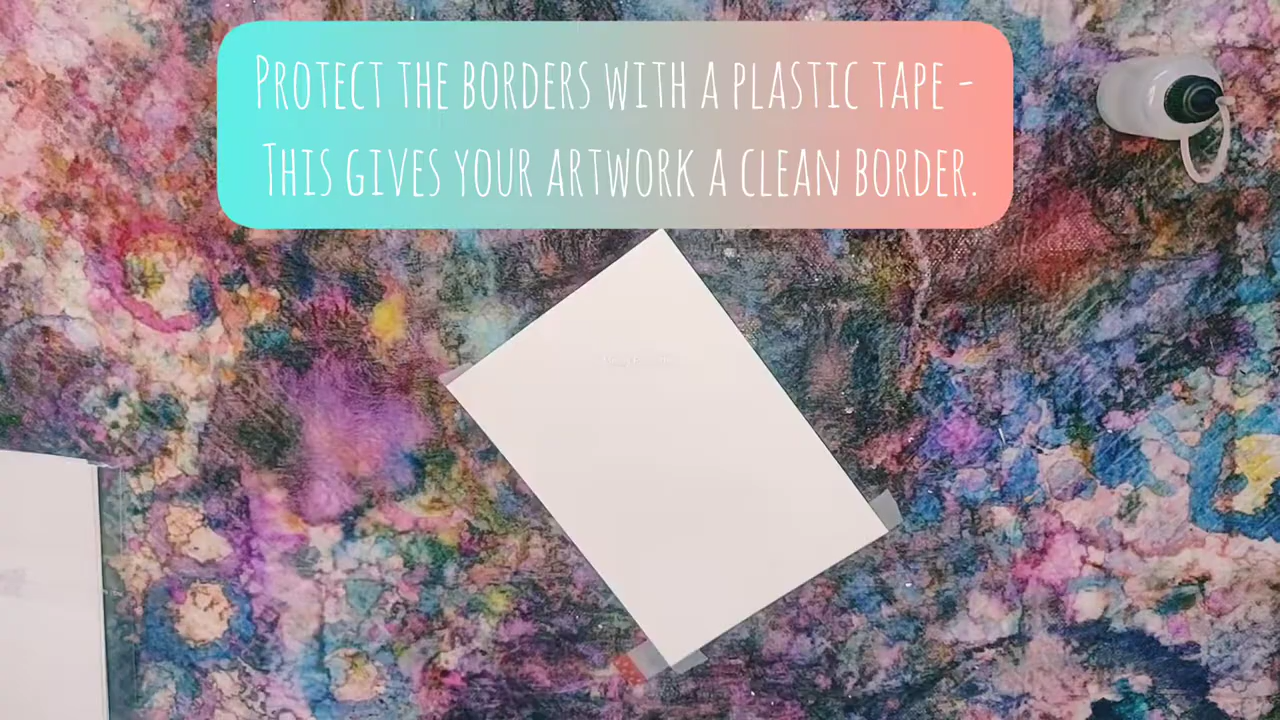 PROTECT THE BORDERS WITH A PLASTIC TAPE -
THIS GIVES YOUR ARTWORK A CLEAN BORDER.